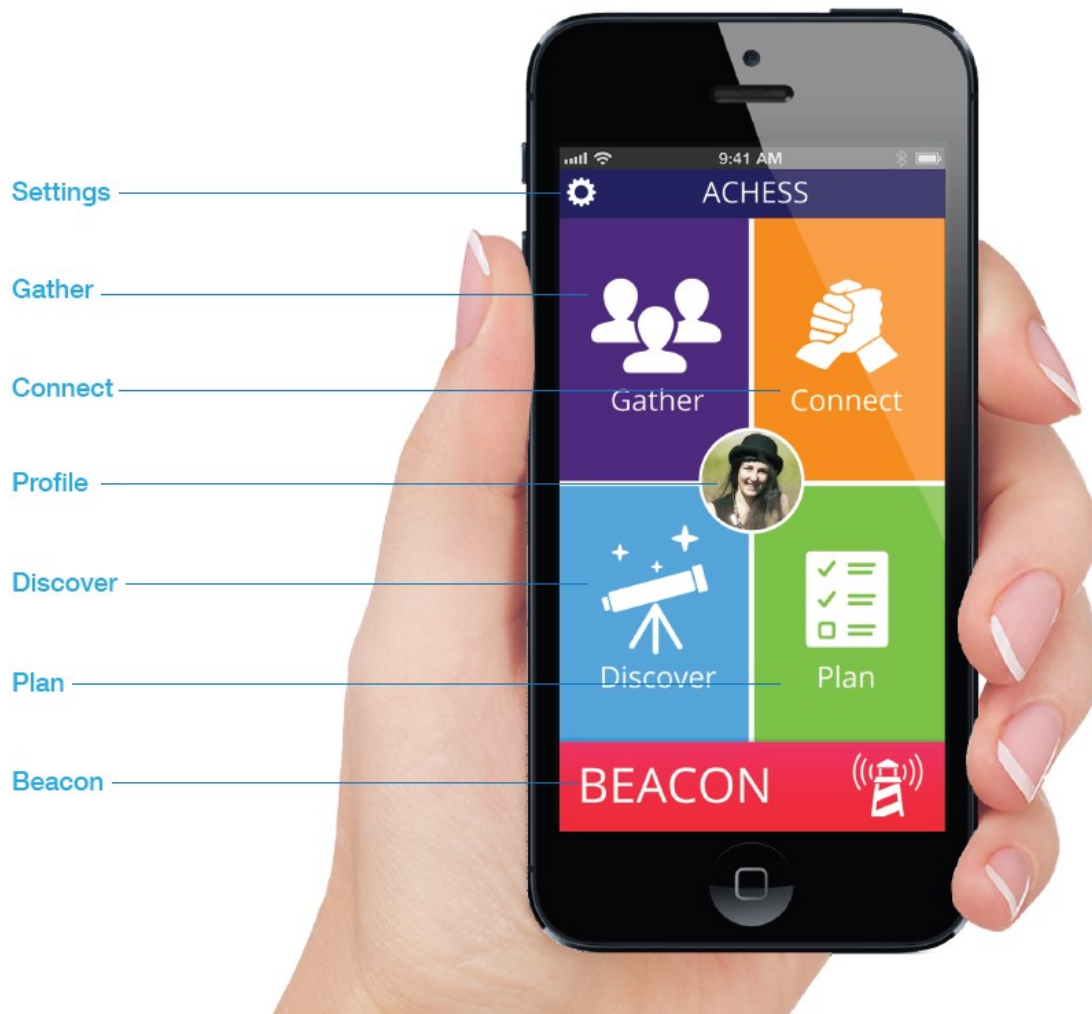 9:41 AM
Settings
ACHESS
Gather
Connect
Gather
Connect
Profile
Discover
Plan
Discover
Plan
Beacon
BEACON